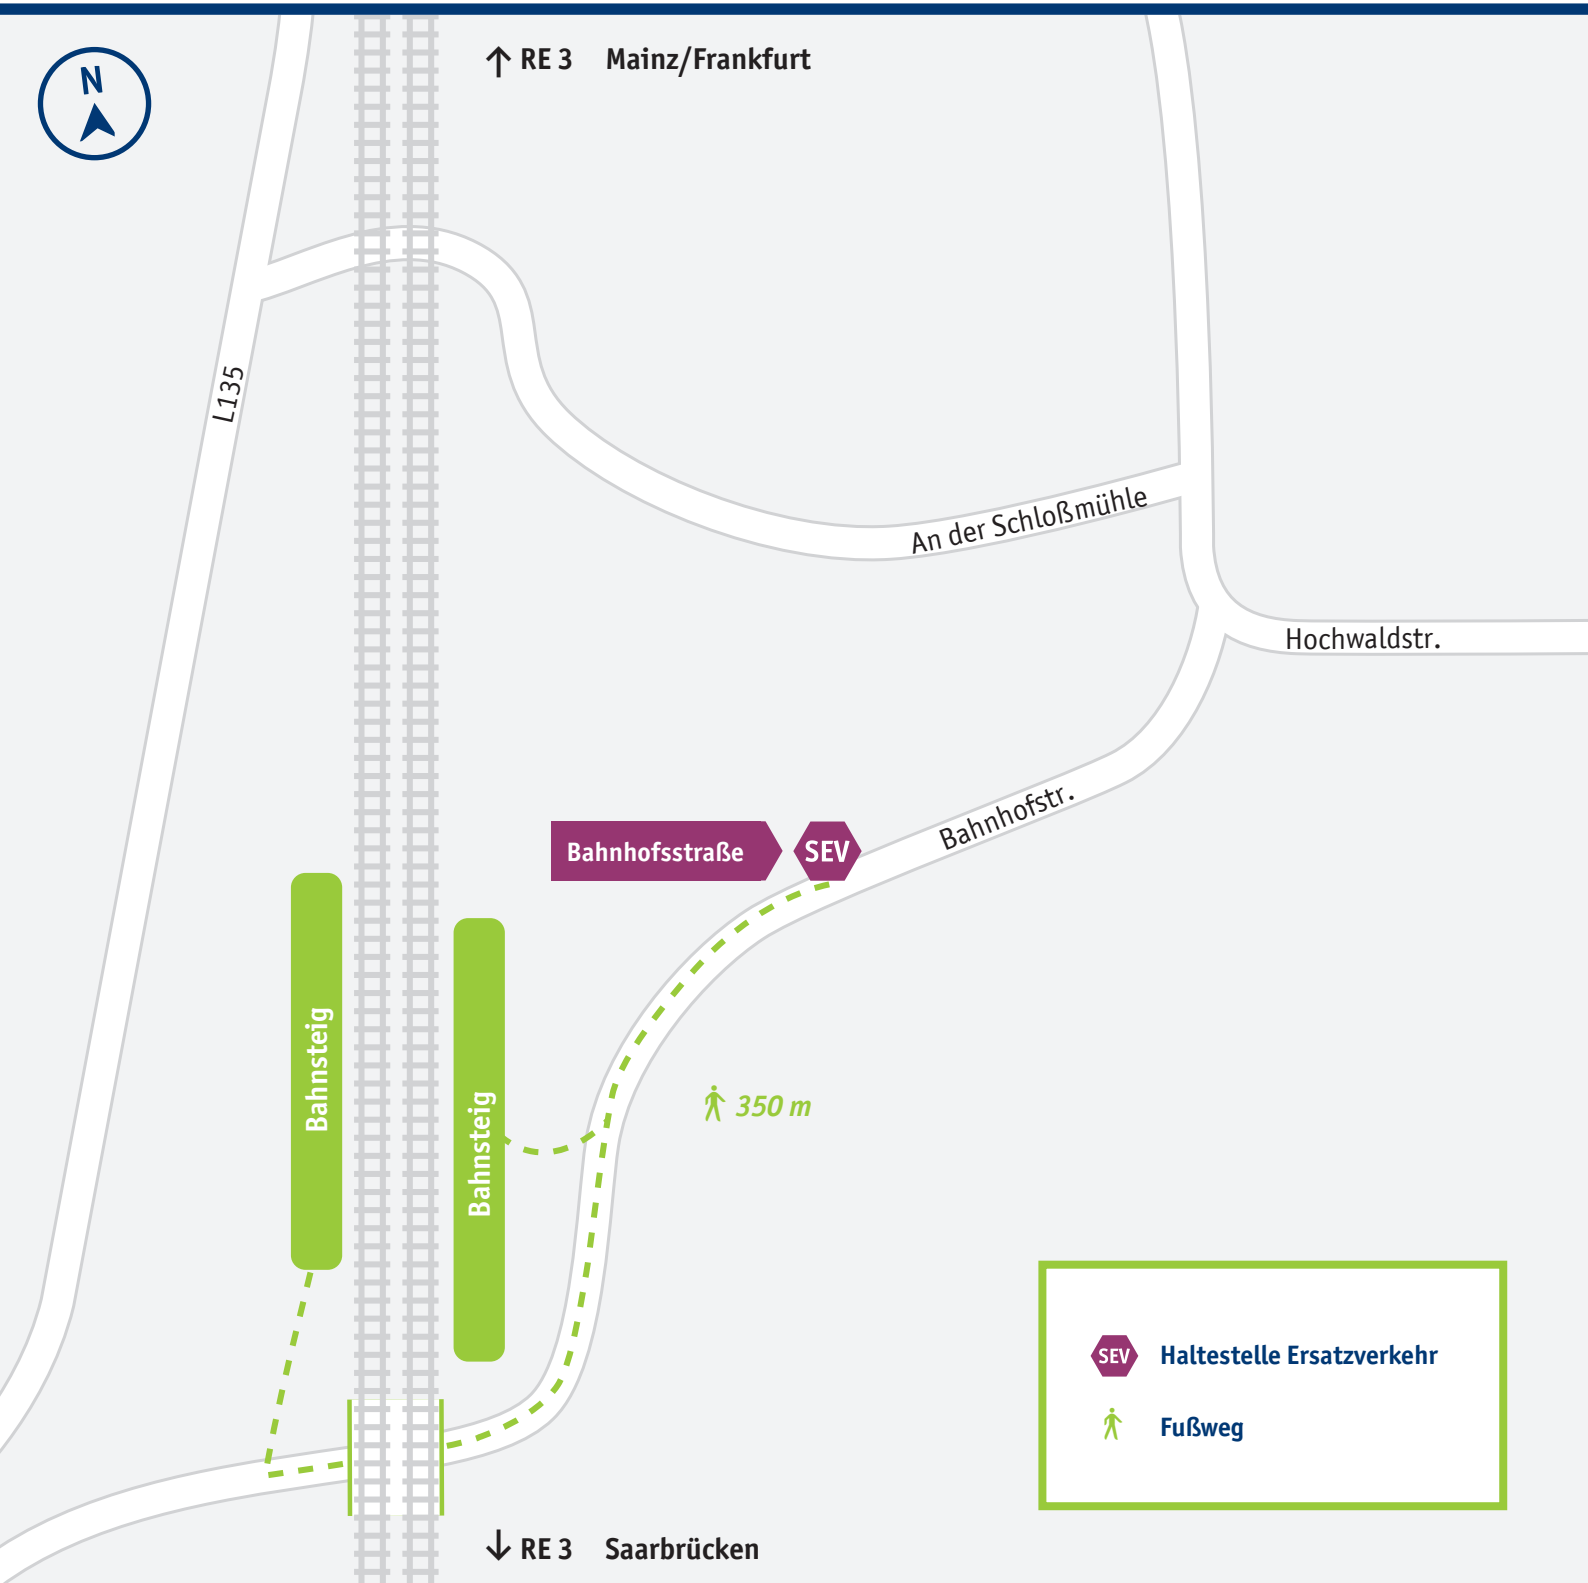 N
↑ RE 3 Mainz/Frankfurt
L135
An der Schloßmühle
Hochwaldstr.
Bahnhofstr.
Bahnhofsstraße SEV
Bahnsteig
Bahnsteig
350 m
SEV Haltestelle Ersatzverkehr
Fußweg
↓ RE 3 Saarbrücken